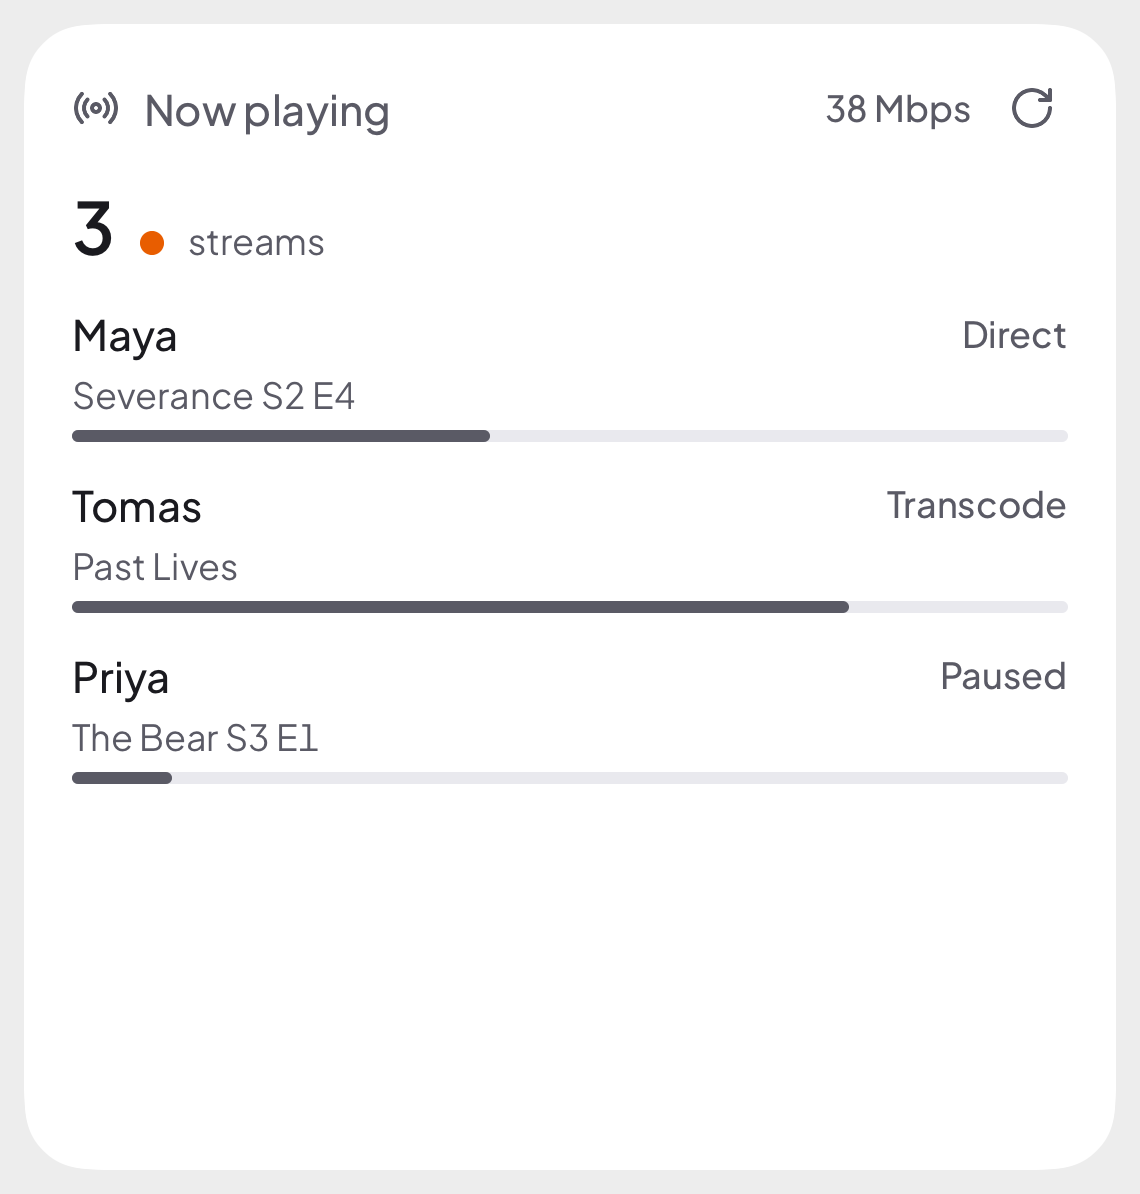 Now playing 38 Mbps
3 streams
Maya Direct
Severance S2 E4
Tomas Transcode
Past Lives
Priya Paused
The Bear S3 E1